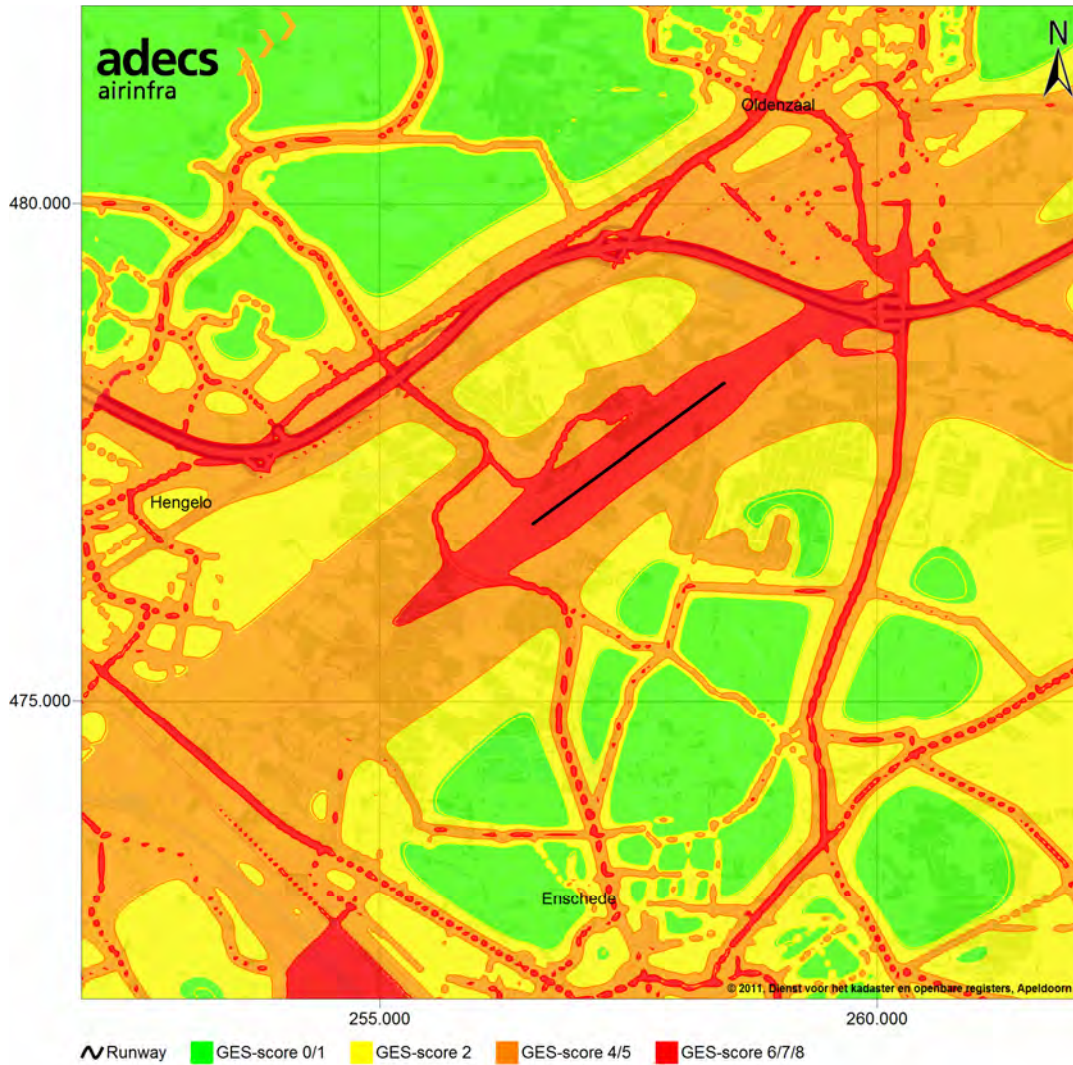 adecs
airinfra
N
Oldenzaal
480.000
Hengelo
475.000
Enschede
© 2011, Dienst voor het kadaster en openbare registers, Apeldoorn
255.000 260.000
Runway GES-score 0/1 GES-score 2 GES-score 4/5 GES-score 6/7/8